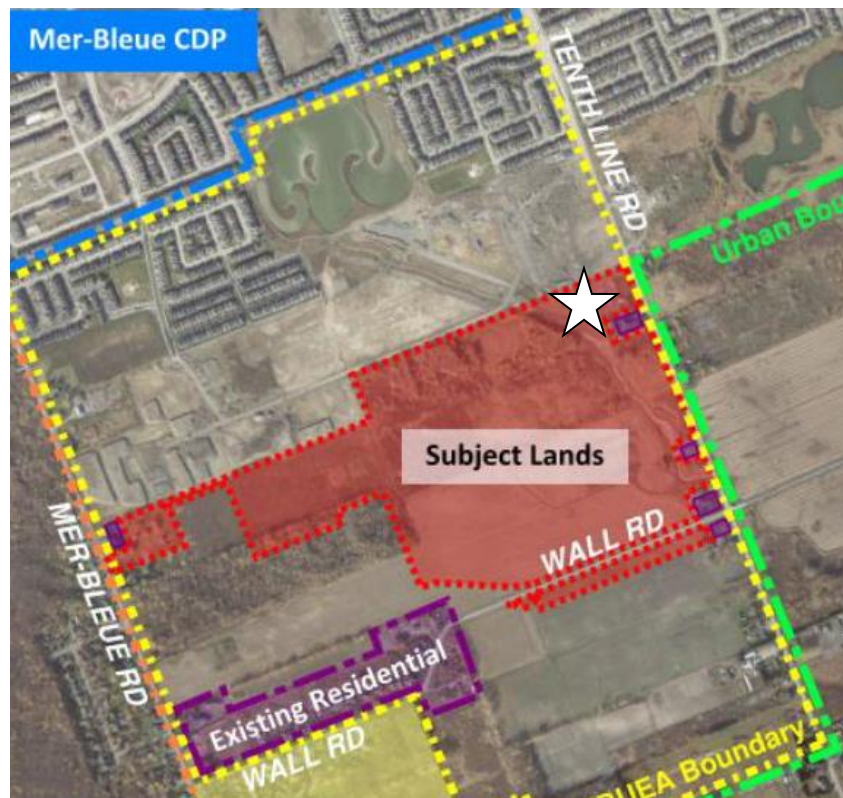 Mer-Bleue CDP
TENTH LINE RD
Urban Bou
Subject Lands
WALL RD
MER-BLEUE RD
Existing Residential
WALL RD
UEA Boundary